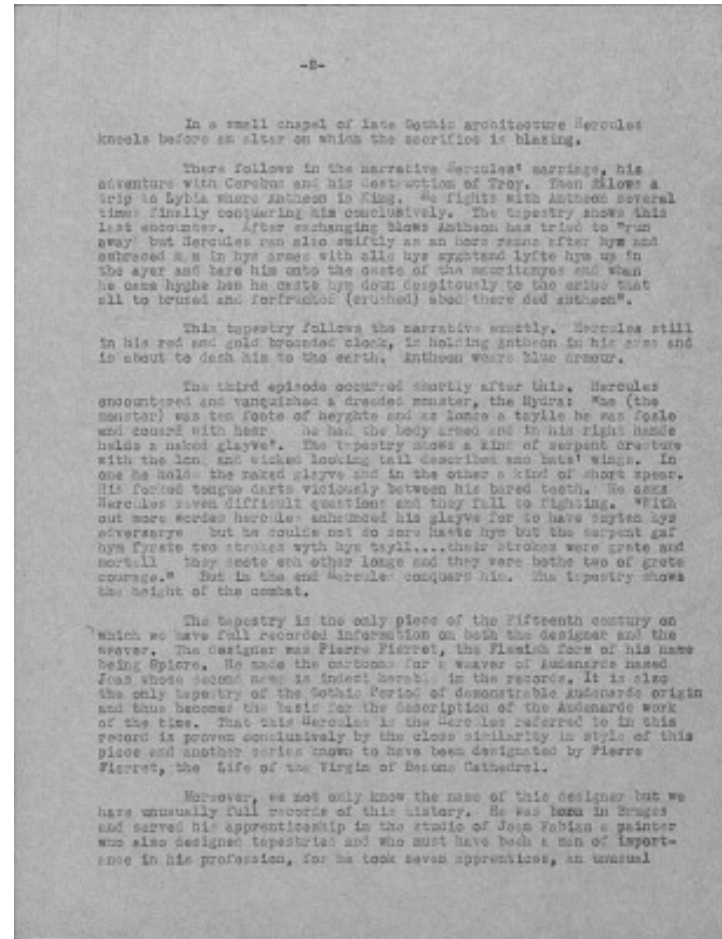 -2-
In a small chapel of late Gothic architecture Hercules
kneels before an alter on which the sacrifice is blazing.
There follows in the narrative Hercules' marriage, his
adventure with Cerebus and his destruction of Troy. Then follows a
trip to Lybia where Antheon is King. He fights with Antheon several
times finally conquering him conclusively. The tapestry shows this
last encounter. After exchanging blows Antheon has tried to "run
away but Hercules ran also swiftly as an hors ranne after hym and
embraced hym in hys armes with alle hys myght and lyfte hym up in
the ayer and bare him unto the ooste of the mauritanyes and when
he came hyghe hem he caste hym doun despitously to the erthe that
all to brused and forfrusshed (crushed) abod there ded antheon".
This tapestry follows the narrative exactly. Hercules still
in his red and gold brocaded cloak, is holding Antheon in his arms and
is about to dash him to the earth. Antheon wears blue armour.
The third episode occurred shortly after this. Hercules
encountered and vanquished a dreaded monster, the Hydra: "He (the
monster) was ten foote of heyghte and as longe a taylle he was foule
and couerd with heer he had the body armed and in his right hande
helde a naked glayve". The tapestry shows a kind of serpent creature
with the long and wicked looking tail described and bats' wings. In
one he holds the naked glayve and in the other a kind of short spear.
His forked tongue darts viciously between his bared teeth. He asks
Hercules seven difficult questions and they fall to fighting. "With
out more wordes hercules enhaunced his glayve for to have smyten hys
adversarye but he coulde not so sore haste hym but the serpent gaf
hym fyrste two strokes wyth hys tayll....their strokes were grete and
mortell they smote ech other longe and they were bothe two of grete
courage." But in the end Hercules conquers him. The tapestry shows
the height of the combat.
The tapestry is the only piece of the Fifteenth century on
which we have full recorded information on both the designer and the
weaver. The designer was Pierre Fierret, the Flemish form of his name
being Spicre. He made the cartoons for a weaver of Audenarde named
Joas whose second name is in the records. It is also
the only tapestry of the Gothic Period of demonstrable Audenarde origin
and thus becomes the basis for the description of the Audenarde work
of the time. That this Hercules is the Hercules referred to in this
record is proven conclusively by the close similarity in style of this
piece and another series known to have been designated by Pierre
Fierret, the Life of the Virgin of Beaune Cathedral.
Moreover, we not only know the name of this designer but we
have unusually full records of this history. He was born in Bruges
and served his apprenticeship in the studio of Jean Fabian a painter
who also designed tapestries and who must have been a man of import-
ance in his profession, for he took seven apprentices, an unusual